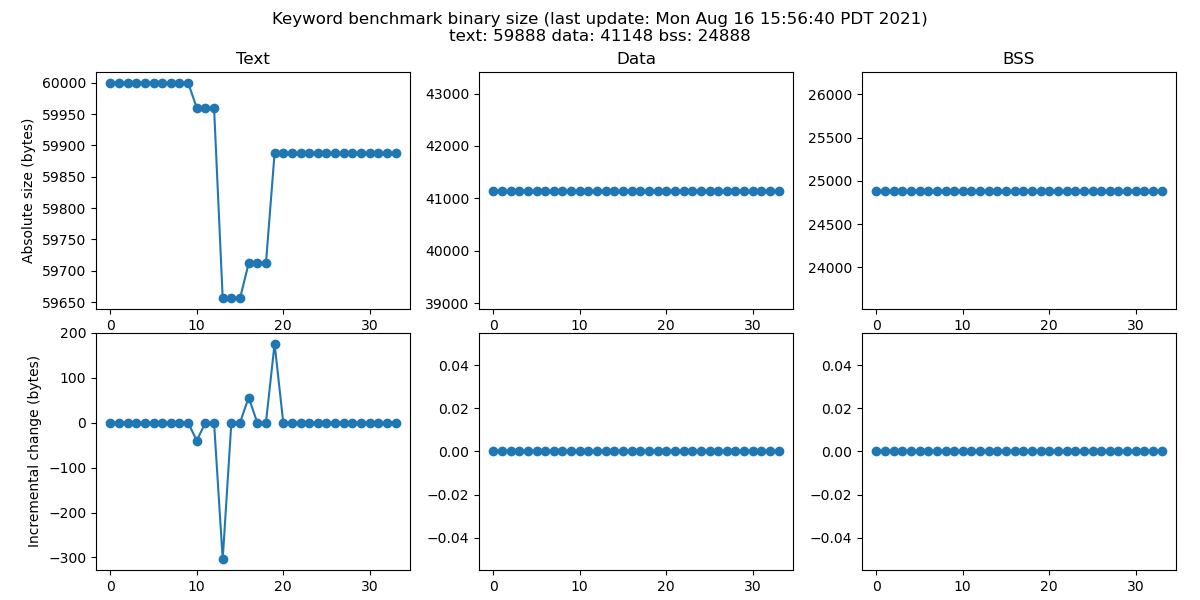 Keyword benchmark binary size (last update: Mon Aug 16 15:56:40 PDT 2021)
text: 59888 data: 41148 bss: 24888
Text
Data
BSS
Absolute size (bytes)
60000
59950
59900
59850
59800
59750
59700
59650
0 10 20 30
43000
42000
41000
40000
39000
0 10 20 30
26000
25500
25000
24500
24000
0 10 20 30
Incremental change (bytes)
200
100
0
−100
−200
−300
0 10 20 30
0.04
0.02
0.00
−0.02
−0.04
0 10 20 30
0.04
0.02
0.00
−0.02
−0.04
0 10 20 30